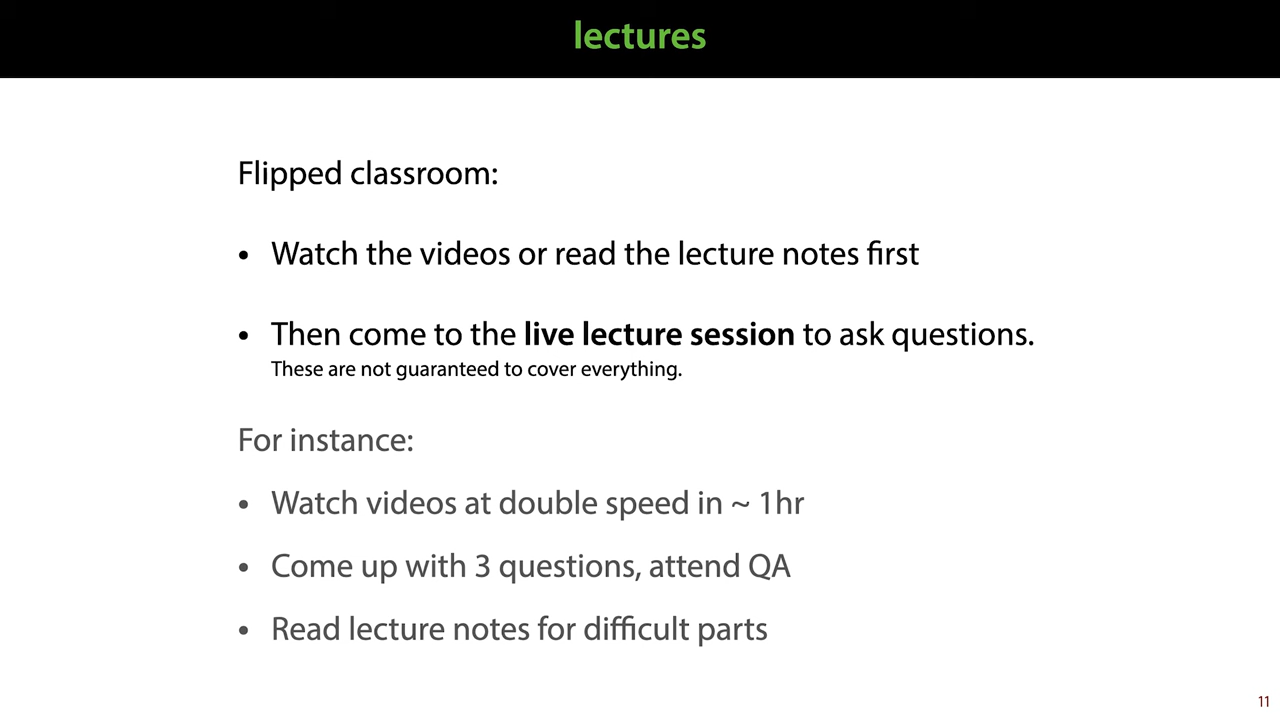 lectures
Flipped classroom:
• Watch the videos or read the lecture notes first
• Then come to the live lecture session to ask questions.
These are not guaranteed to cover everything.
For instance:
• Watch videos at double speed in ~ 1hr
• Come up with 3 questions, attend QA
• Read lecture notes for difficult parts
11